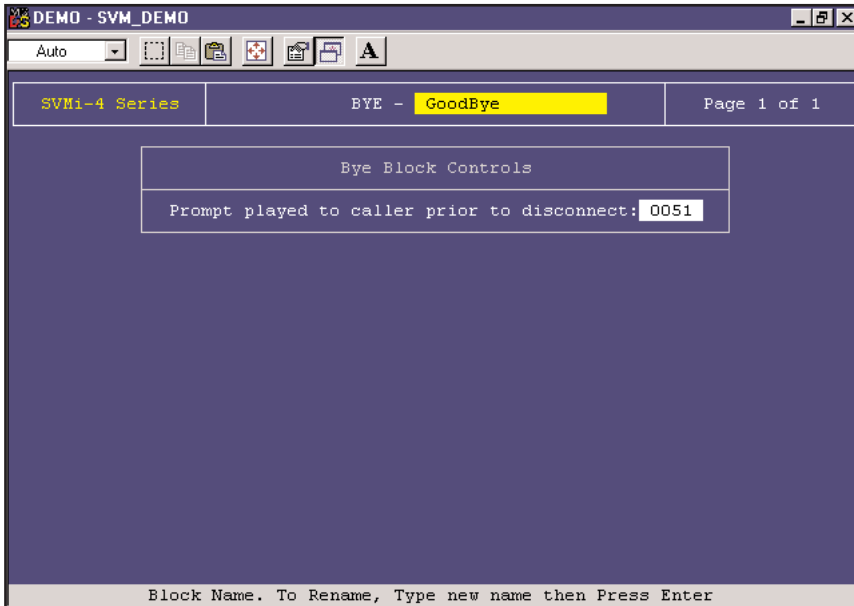 DEMO - SVM_DEMO
Auto
A
SVMi-4 Series
BYE - GoodBye
Page 1 of 1
Bye Block Controls
Prompt played to caller prior to disconnect: 0051
Block Name. To Rename, Type new name then Press Enter